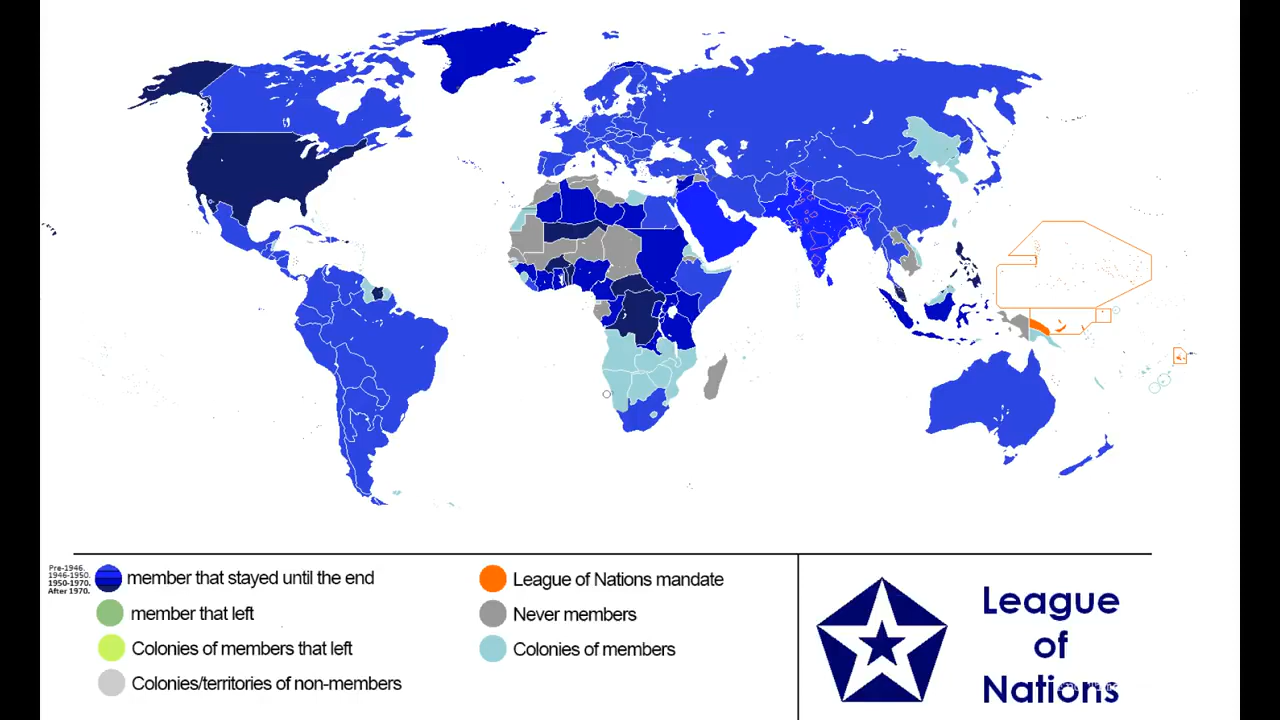 Pre-1946.
1946-1950.
1950-1970.
After 1970.
member that stayed until the end
member that left
Colonies of members that left
Colonies/territories of non-members
League of Nations mandate
Never members
Colonies of members
League
of
Nations